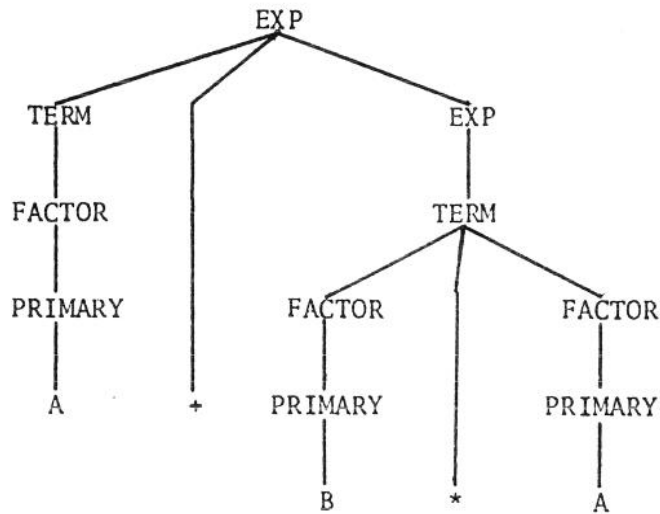 EXP
TERM EXP
FACTOR TERM
PRIMARY FACTOR FACTOR
A + PRIMARY PRIMARY
B * A